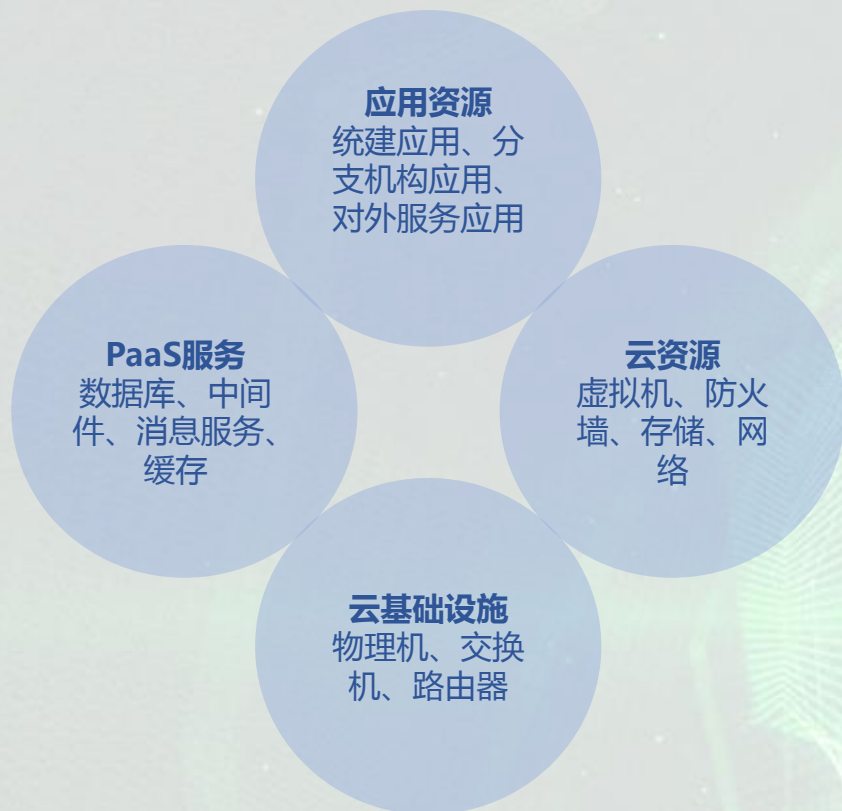 应用资源
统建应用、分
支机构应用、
对外服务应用
PaaS服务
数据库、中间
件、消息服务、
缓存
云资源
虚拟机、防火
墙、存储、网
络
云基础设施
物理机、交换
机、路由器